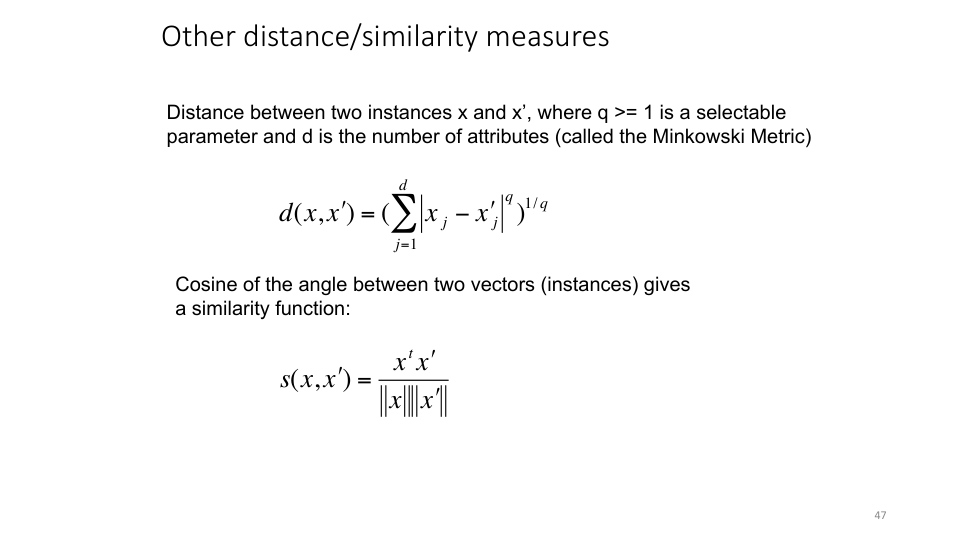 Other distance/similarity measures
Distance between two instances x and x’, where q >= 1 is a selectable
parameter and d is the number of attributes (called the Minkowski Metric)
d(x,x′) = (∑_{j=1}^{d} |x_j − x′_j|^q)^{1/q}
Cosine of the angle between two vectors (instances) gives
a similarity function:
s(x,x′) = x^t x′ / ||x|| ||x′||
47